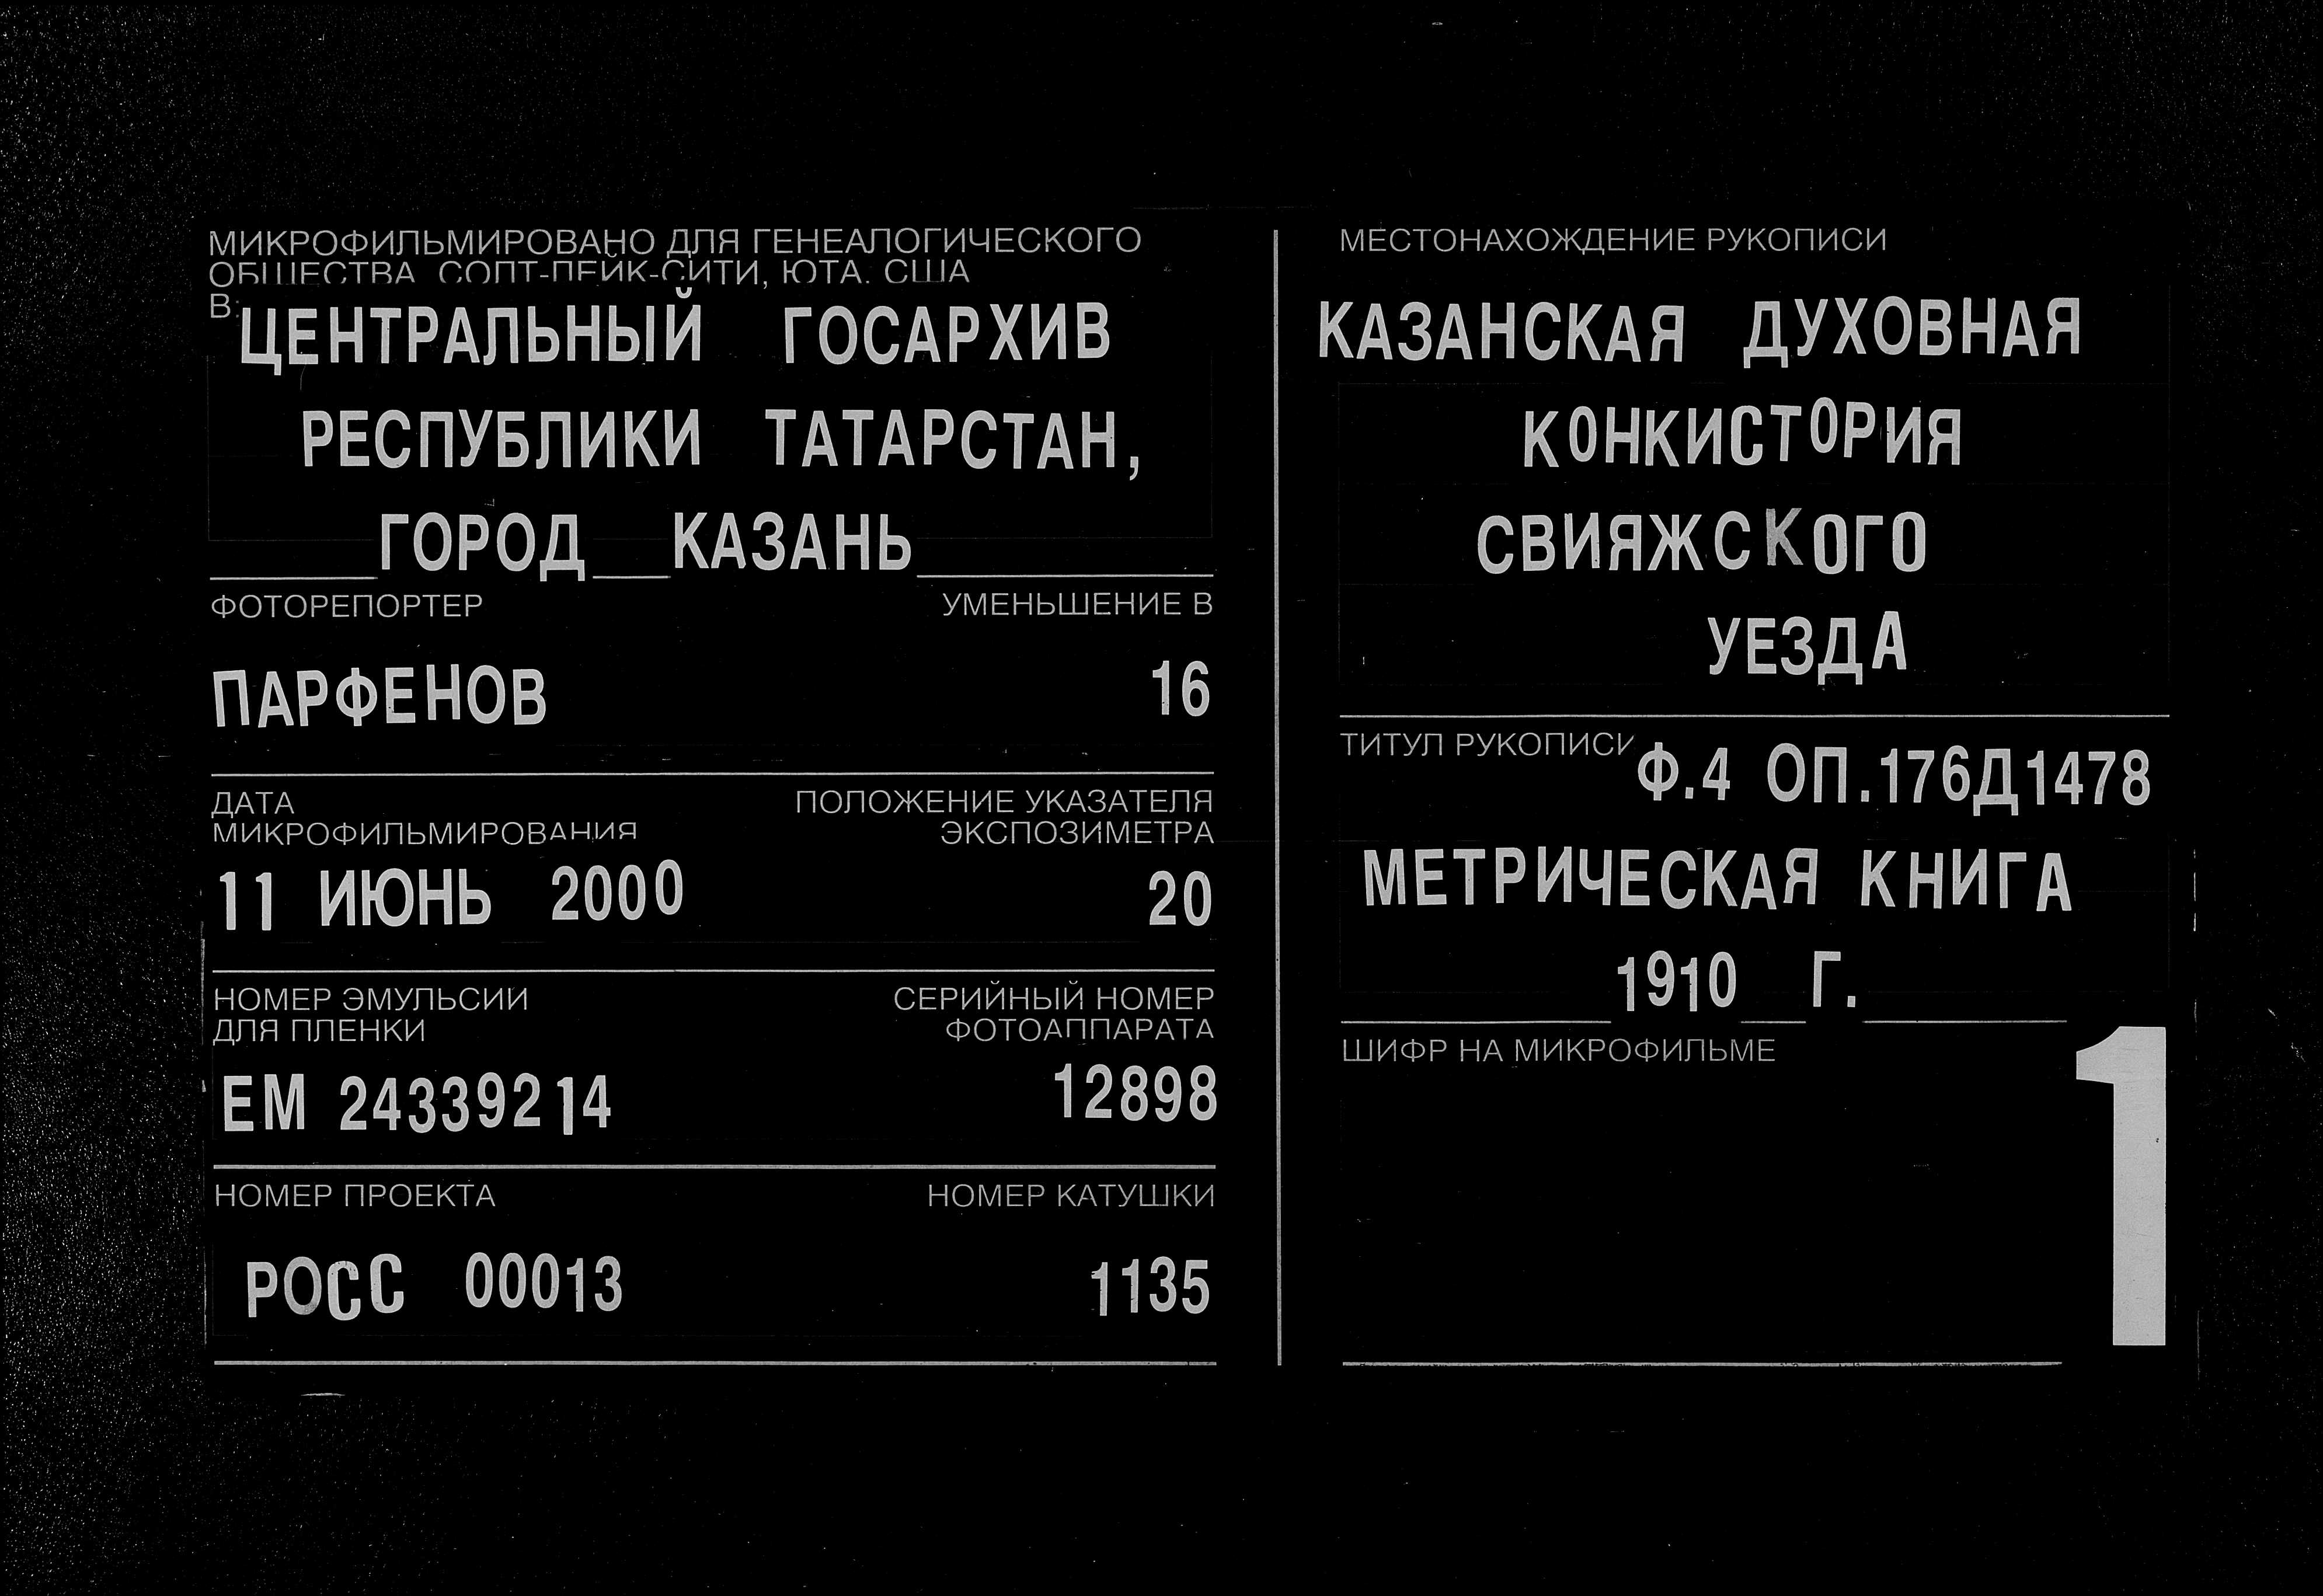 МИКРОФИЛЬМИРОВАНО ДЛЯ ГЕНЕАЛОГИЧЕСКОГО
ОБЩЕСТВА, СОЛТ-ЛЕЙК-СИТИ, ЮТА. США
В:
ЦЕНТРАЛЬНЫЙ ГОСАРХИВ
РЕСПУБЛИКИ ТАТАРСТАН,
ГОРОД КАЗАНЬ
ФОТОРЕПОРТЕР
УМЕНЬШЕНИЕ В
ПАРФЕНОВ
16
ДАТА
МИКРОФИЛЬМИРОВАНИЯ
ПОЛОЖЕНИЕ УКАЗАТЕЛЯ
ЭКСПОЗИМЕТРА
11 ИЮНЬ 2000
20
НОМЕР ЭМУЛЬСИИ
ДЛЯ ПЛЕНКИ
СЕРИЙНЫЙ НОМЕР
ФОТОАППАРАТА
ЕМ 24339214
12898
НОМЕР ПРОЕКТА
НОМЕР КАТУШКИ
РОСС 00013
1135
МЕСТОНАХОЖДЕНИЕ РУКОПИСИ
КАЗАНСКАЯ ДУХОВНАЯ
КОНКИСТОРИЯ
СВИЯЖСКОГО
УЕЗДА
ТИТУЛ РУКОПИСИ
Ф.4 ОП.176Д1478
МЕТРИЧЕСКАЯ КНИГА
1910 Г.
ШИФР НА МИКРОФИЛЬМЕ
1